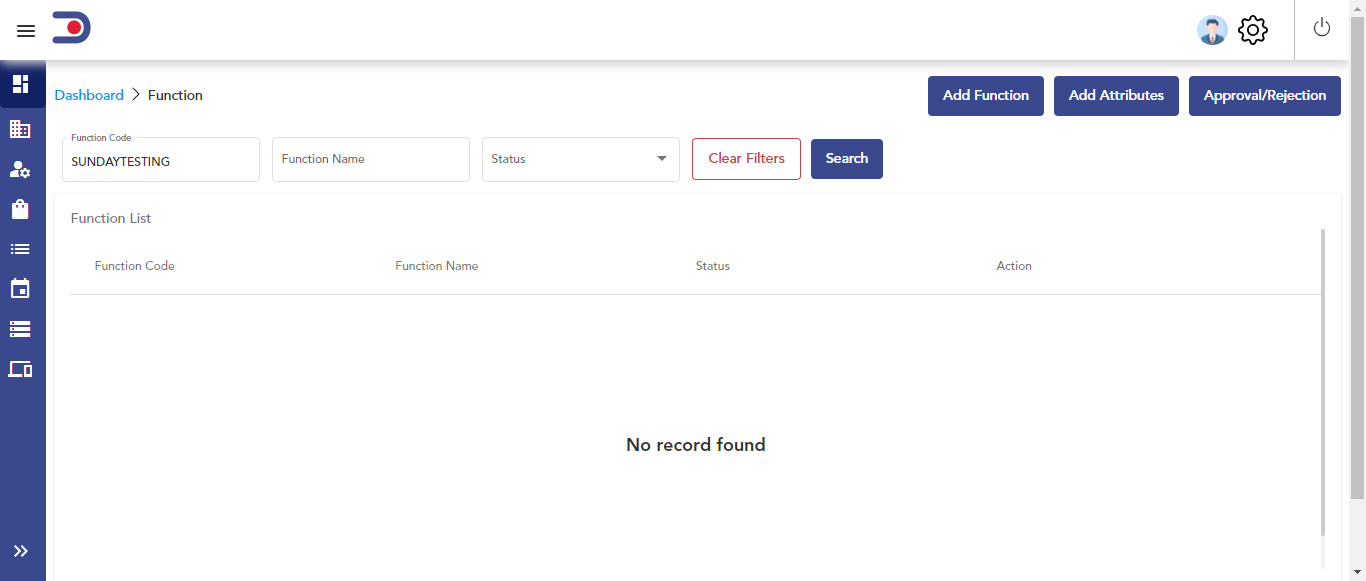 Dashboard > Function
Add Function
Add Attributes
Approval/Rejection
Function Code
SUNDAYTESTING
Function Name
Status
Clear Filters
Search
Function List
Function Code Function Name Status Action
No record found